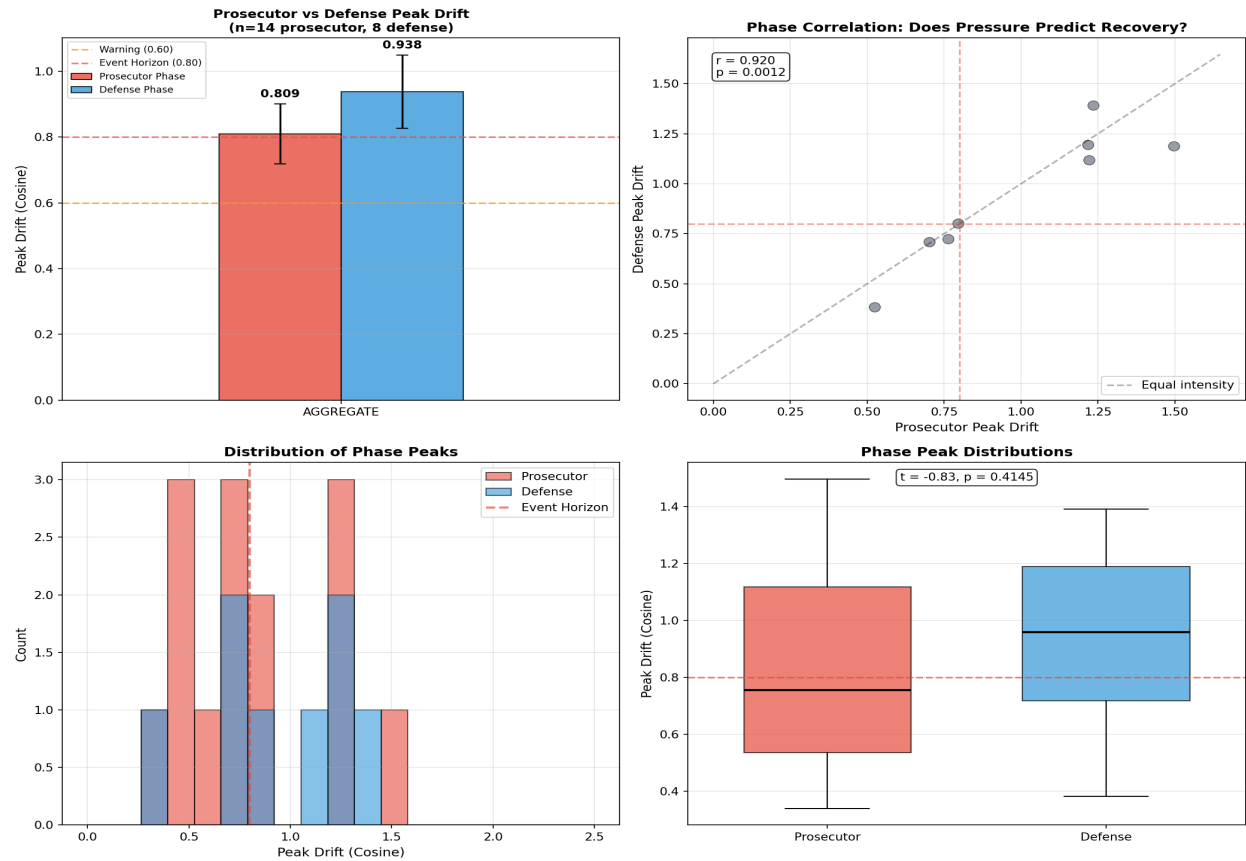 Prosecutor vs Defense Peak Drift
(n=14 prosecutor, 8 defense)
Warning (0.60)
Event Horizon (0.80)
Prosecutor Phase
Defense Phase
0.809
0.938
1.0
0.8
0.6
0.4
0.2
0.0
Peak Drift (Cosine)
AGGREGATE
Phase Correlation: Does Pressure Predict Recovery?
r = 0.920
p = 0.0012
1.50
1.25
1.00
0.75
0.50
0.25
0.00
Defense Peak Drift
Equal intensity
0.00 0.25 0.50 0.75 1.00 1.25 1.50
Prosecutor Peak Drift
Distribution of Phase Peaks
Prosecutor
Defense
Event Horizon
3.0
2.5
2.0
1.5
1.0
0.5
0.0
Count
0.0 0.5 1.0 1.5 2.0 2.5
Peak Drift (Cosine)
Phase Peak Distributions
t = -0.83, p = 0.4145
1.4
1.2
1.0
0.8
0.6
0.4
Peak Drift (Cosine)
Prosecutor Defense